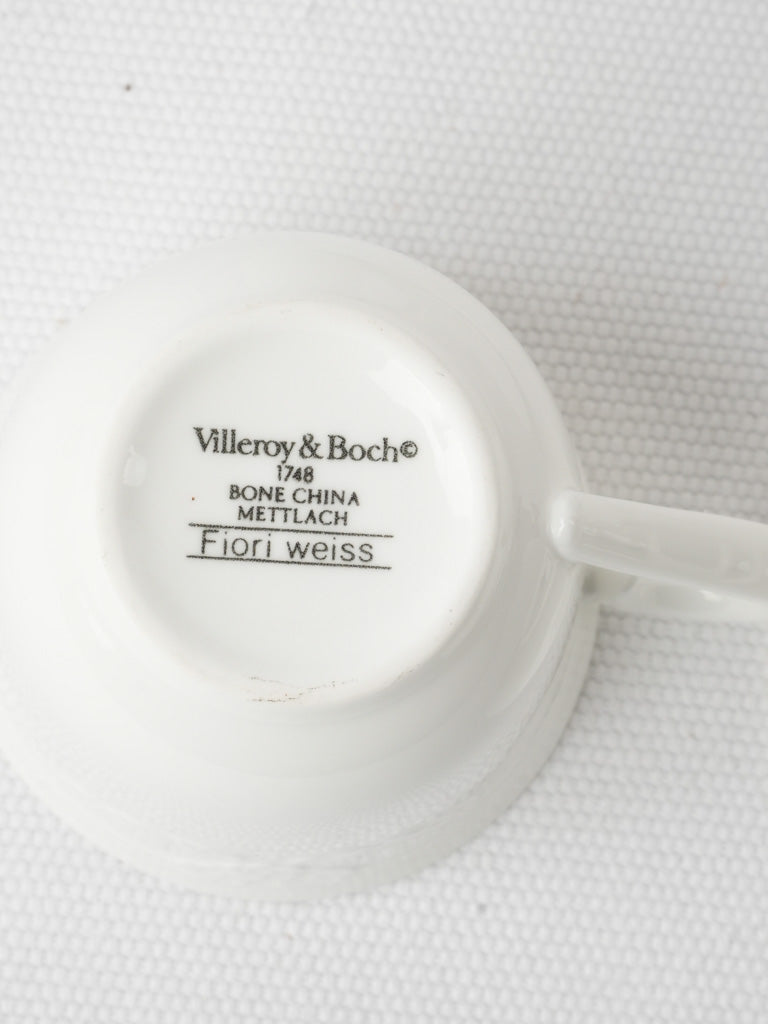 Villeroy & Boch©
1748
BONE CHINA
METTLACH
Fiori weiss